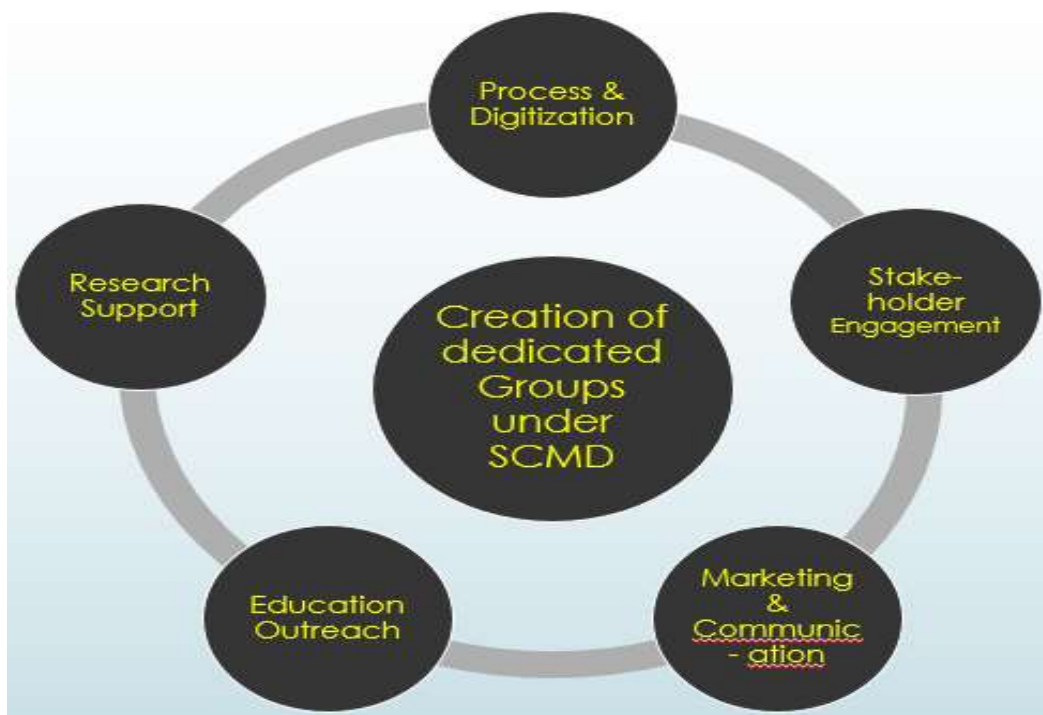 Process &
Digitization
Stake-
holder
Engagement
Research
Support
Creation of
dedicated
Groups
under
SCMD
Marketing
&
Communic
- ation
Education
Outreach